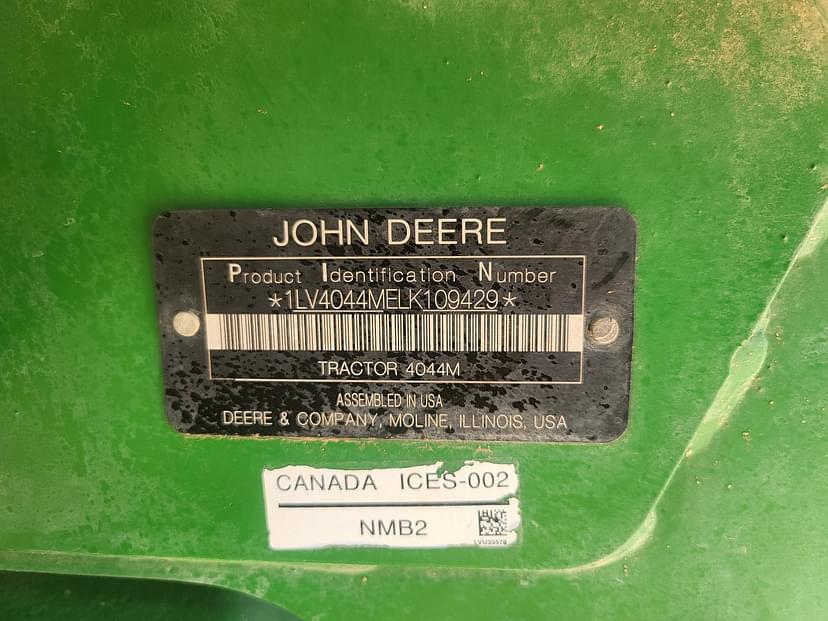 JOHN DEERE
Product Identification Number
*1LV4044MELK109429*
TRACTOR 4044M
ASSEMBLED IN USA
DEERE & COMPANY, MOLINE, ILLINOIS, USA
CANADA ICES-002
NMB2